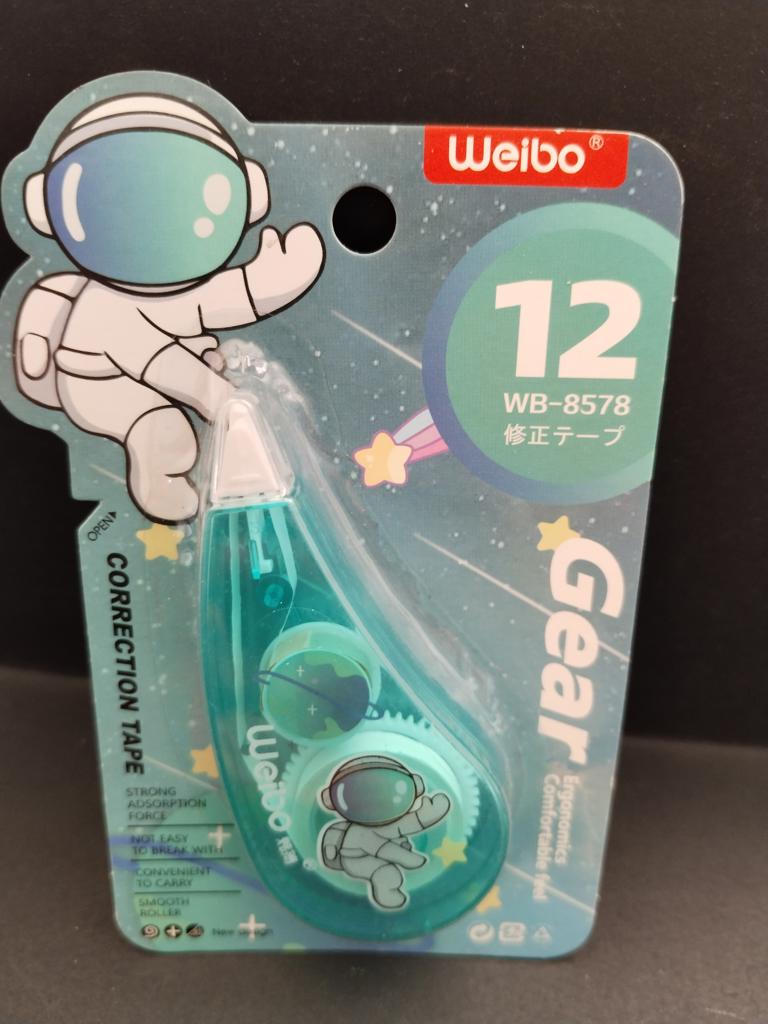 Weibo®
12
WB-8578
修正テープ
OPEN
Gear
Ergonomics
Comfortable feel
CORRECTION TAPE
STRONG
ADSORPTION
FORCE
NOT EASY
TO BREAK WITH
CONVENIENT
TO CARRY
SMOOTH
ROLLER
New design
Weibo
®